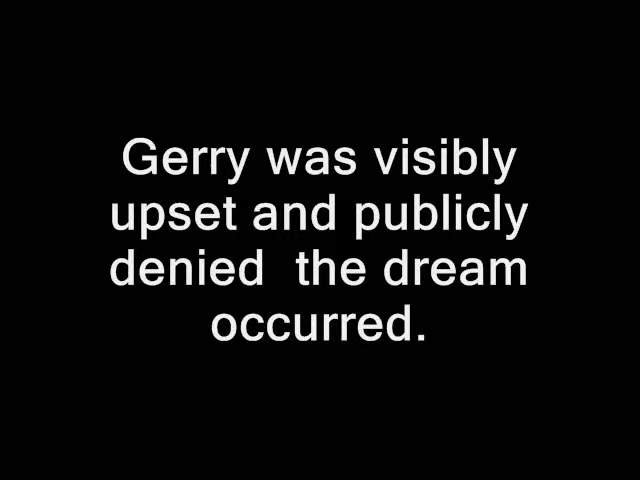 Gerry was visibly
upset and publicly
denied  the dream
occurred.